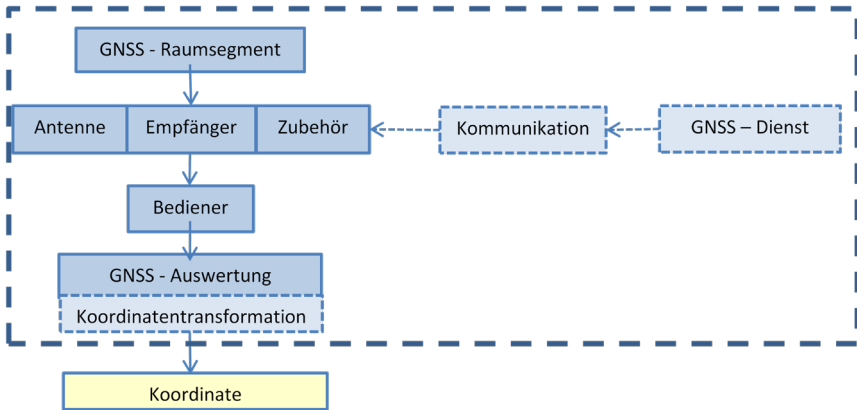 GNSS - Raumsegment
Antenne
Empfänger
Zubehör
Kommunikation
GNSS – Dienst
Bediener
GNSS - Auswertung
Koordinatentransformation
Koordinate